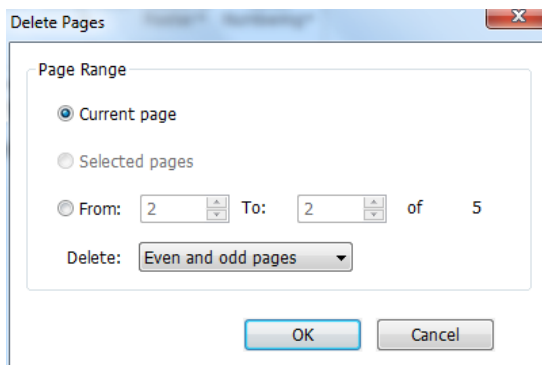 Delete Pages
Page Range
Current page
Selected pages
From: 2 To: 2 of 5
Delete: Even and odd pages
OK Cancel